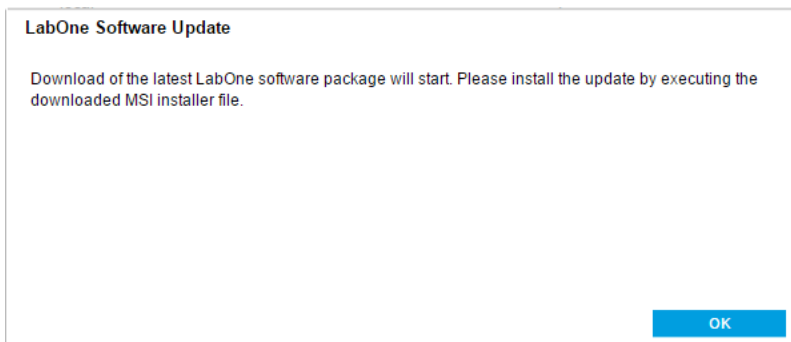 LabOne Software Update
Download of the latest LabOne software package will start. Please install the update by executing the
downloaded MSI installer file.
OK